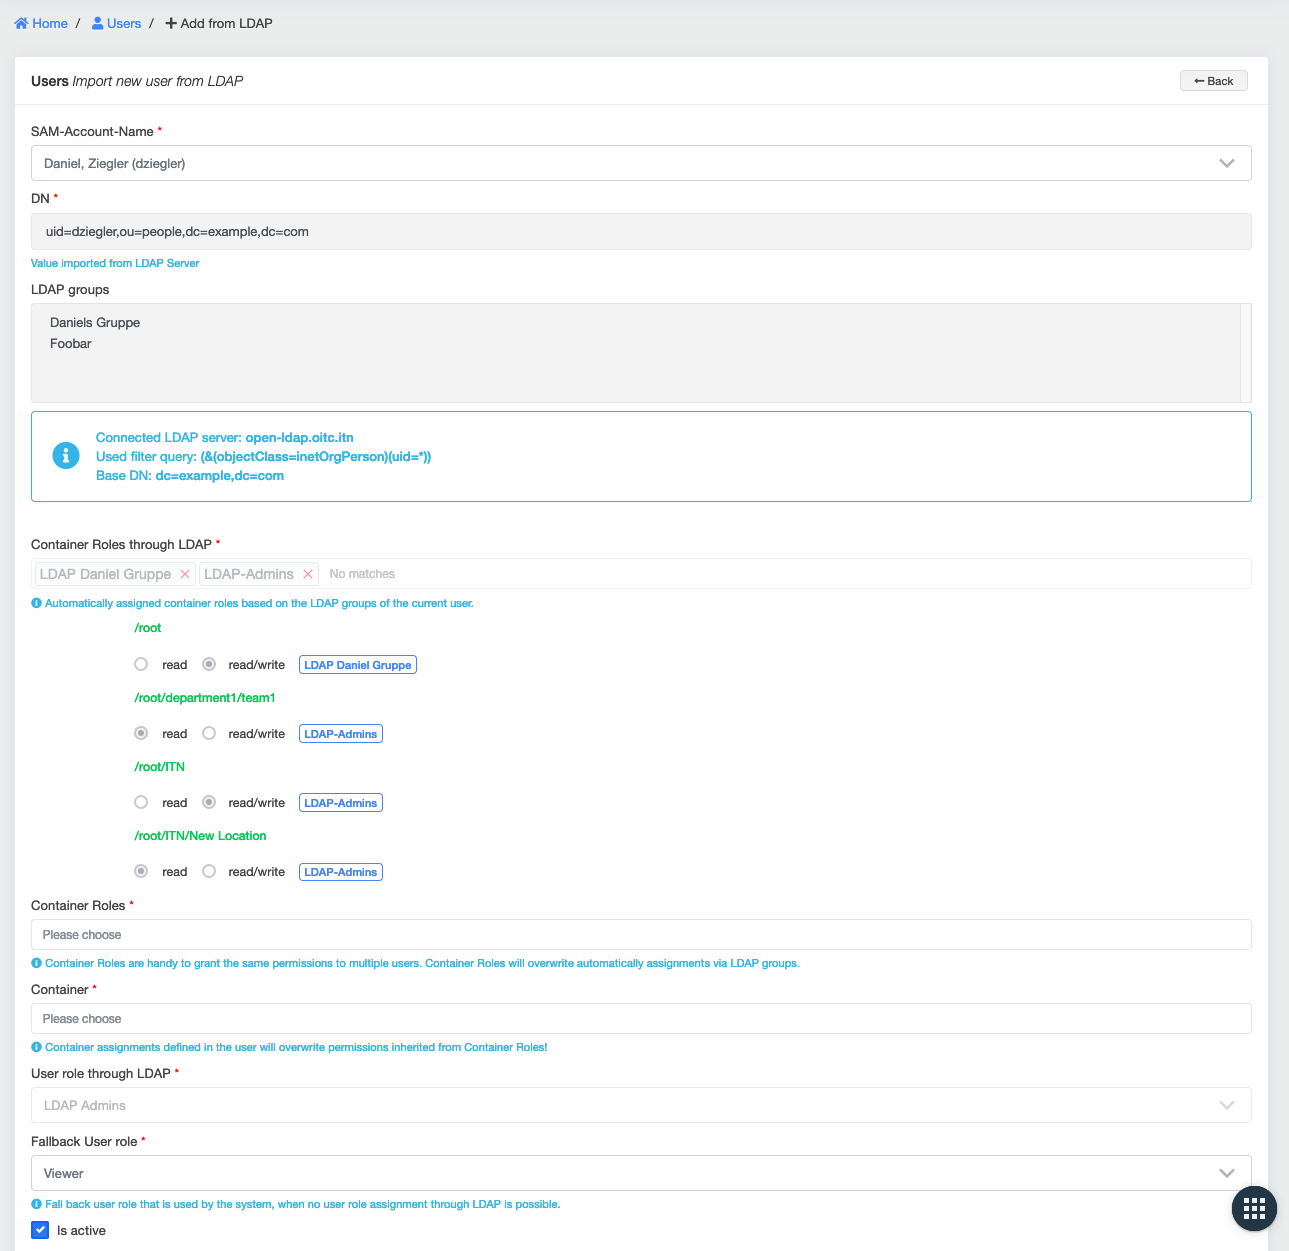 Home / Users / Add from LDAP
Users Import new user from LDAP
Back
SAM-Account-Name *
Daniel, Ziegler (dziegler)
DN *
uid=dziegler,ou=people,dc=example,dc=com
Value imported from LDAP Server
LDAP groups
Daniels Gruppe
Foobar
Connected LDAP server: open-ldap.oitc.itn
Used filter query: (&(objectClass=inetOrgPerson)(uid=*))
Base DN: dc=example,dc=com
Container Roles through LDAP *
LDAP Daniel Gruppe LDAP-Admins No matches
Automatically assigned container roles based on the LDAP groups of the current user.
/root
read read/write LDAP Daniel Gruppe
/root/department1/team1
read read/write LDAP-Admins
/root/ITN
read read/write LDAP-Admins
/root/ITN/New Location
read read/write LDAP-Admins
Container Roles *
Please choose
Container Roles are handy to grant the same permissions to multiple users. Container Roles will overwrite automatically assignments via LDAP groups.
Container *
Please choose
Container assignments defined in the user will overwrite permissions inherited from Container Roles!
User role through LDAP *
LDAP Admins
Fallback User role *
Viewer
Fall back user role that is used by the system, when no user role assignment through LDAP is possible.
Is active